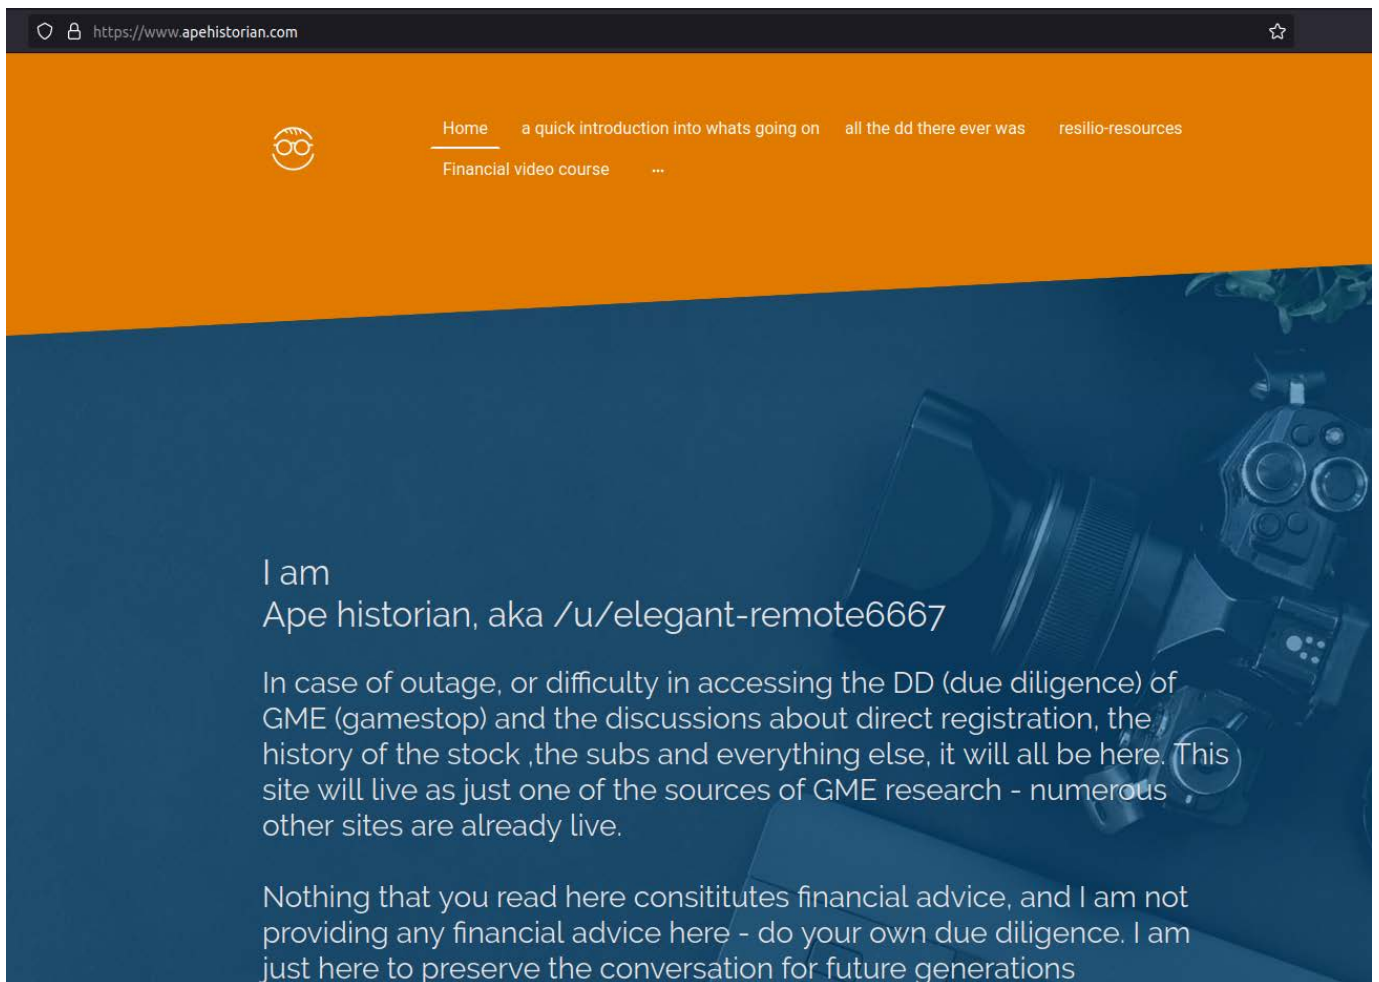 https://www.apehistorian.com
Home a quick introduction into whats going on all the dd there ever was resilio-resources
Financial video course ...
I am
Ape historian, aka /u/elegant-remote6667
In case of outage, or difficulty in accessing the DD (due diligence) of
GME (gamestop) and the discussions about direct registration, the
history of the stock ,the subs and everything else, it will all be here. This
site will live as just one of the sources of GME research - numerous
other sites are already live.
Nothing that you read here consititutes financial advice, and I am not
providing any financial advice here - do your own due diligence. I am
just here to preserve the conversation for future generations